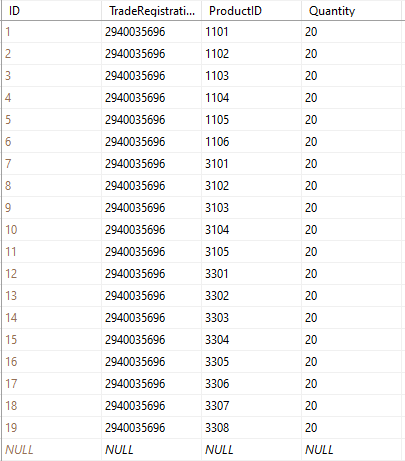 ID TradeRegistrati... ProductID Quantity
1 2940035696 1101 20
2 2940035696 1102 20
3 2940035696 1103 20
4 2940035696 1104 20
5 2940035696 1105 20
6 2940035696 1106 20
7 2940035696 3101 20
8 2940035696 3102 20
9 2940035696 3103 20
10 2940035696 3104 20
11 2940035696 3105 20
12 2940035696 3301 20
13 2940035696 3302 20
14 2940035696 3303 20
15 2940035696 3304 20
16 2940035696 3305 20
17 2940035696 3306 20
18 2940035696 3307 20
19 2940035696 3308 20
NULL NULL NULL NULL